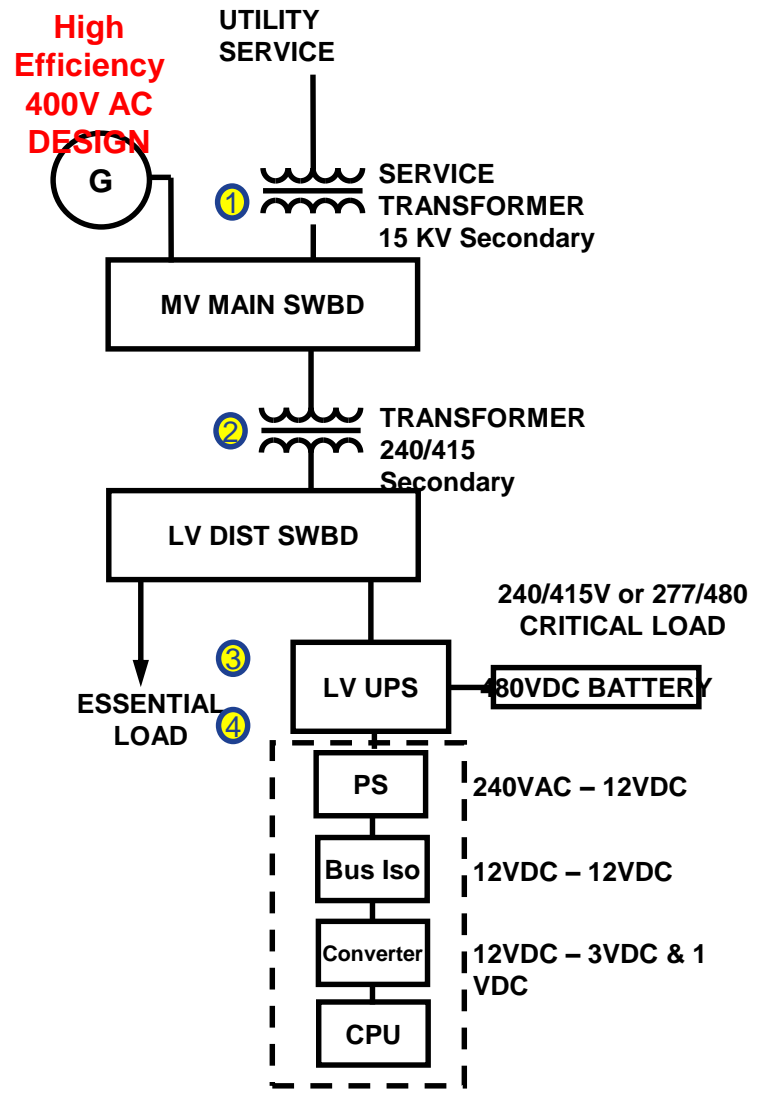 High
Efficiency
400V AC
DESIGN
UTILITY
SERVICE
G
1
SERVICE
TRANSFORMER
15 KV Secondary
MV MAIN SWBD
2
TRANSFORMER
240/415
Secondary
LV DIST SWBD
240/415V or 277/480
CRITICAL LOAD
3
LV UPS
480VDC BATTERY
ESSENTIAL
LOAD
4
PS
240VAC – 12VDC
Bus Iso
12VDC – 12VDC
Converter
12VDC – 3VDC & 1
VDC
CPU